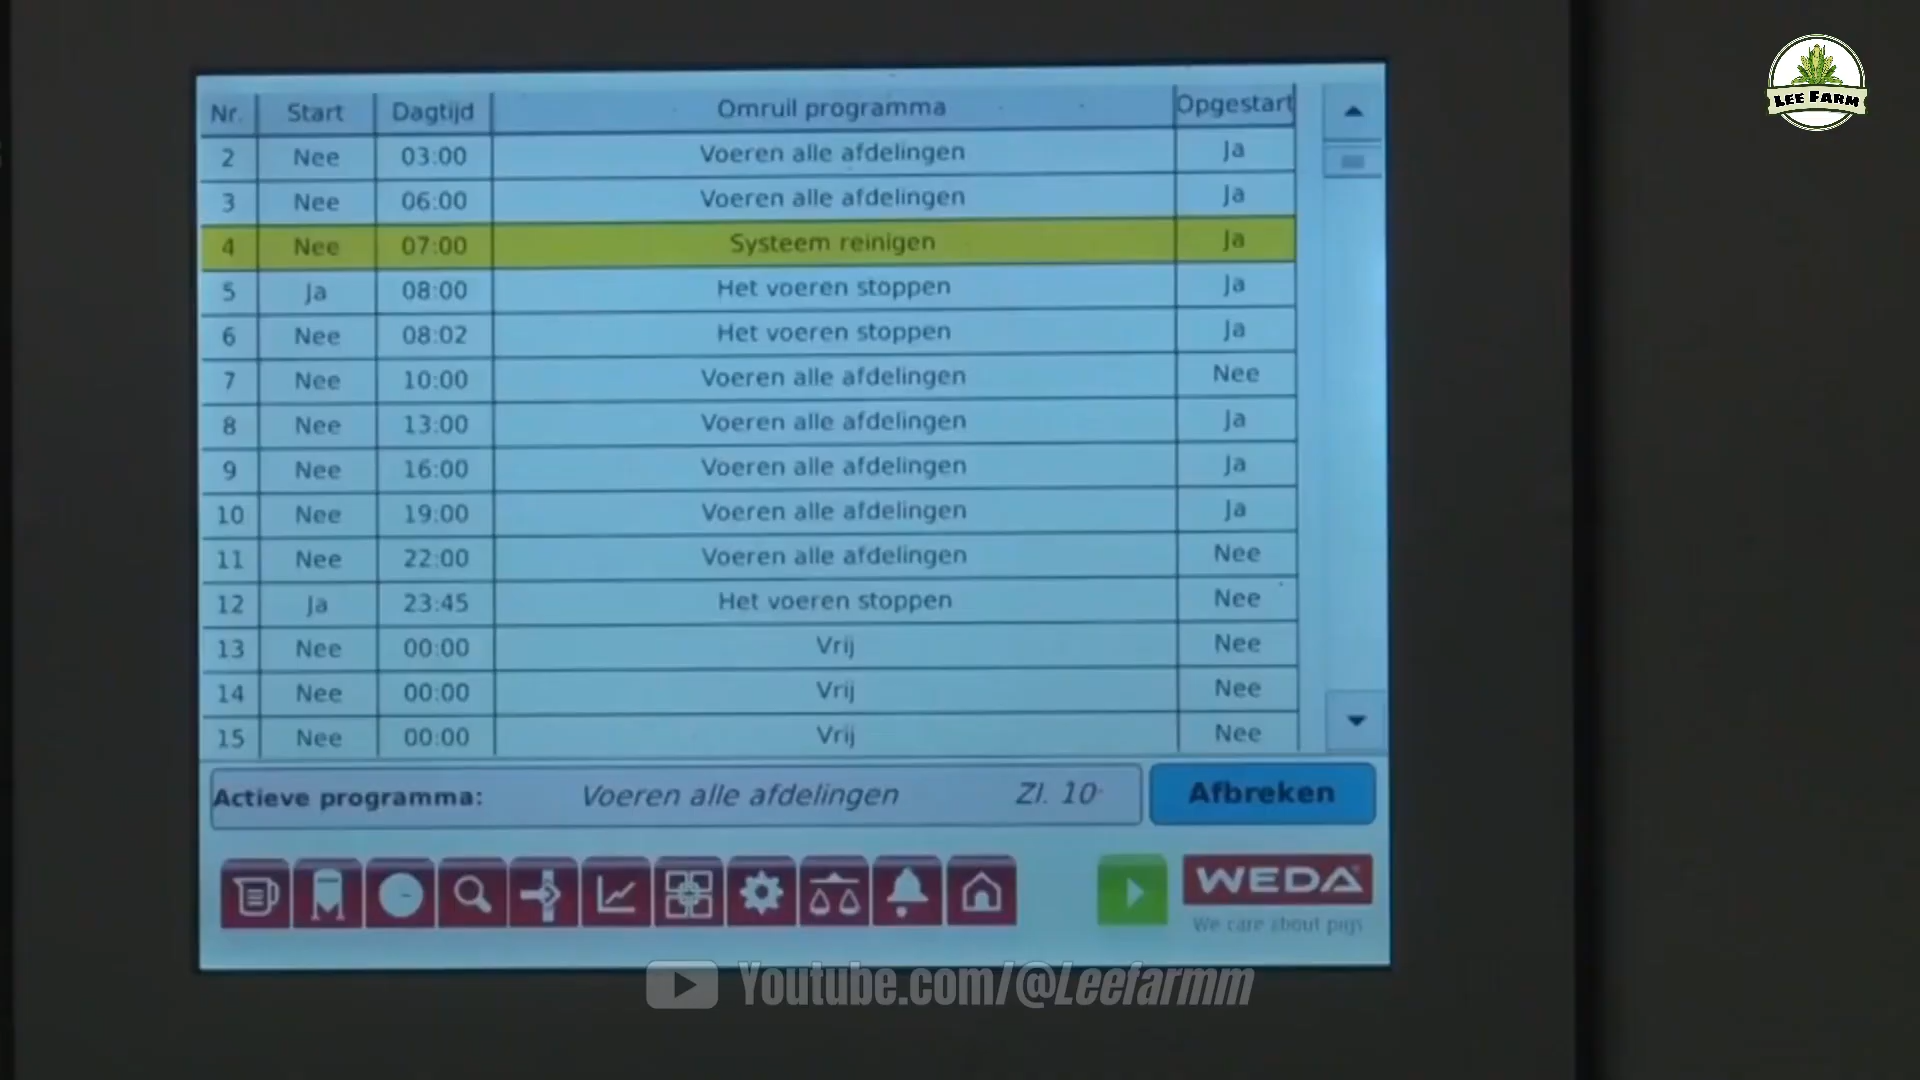 LEE FARM
Nr. Start Dagtijd Omruil programma Opgestart
2 Nee 03:00 Voeren alle afdelingen Ja
3 Nee 06:00 Voeren alle afdelingen Ja
4 Nee 07:00 Systeem reinigen Ja
5 Ja 08:00 Het voeren stoppen Ja
6 Nee 08:02 Het voeren stoppen Ja
7 Nee 10:00 Voeren alle afdelingen Nee
8 Nee 13:00 Voeren alle afdelingen Ja
9 Nee 16:00 Voeren alle afdelingen Ja
10 Nee 19:00 Voeren alle afdelingen Ja
11 Nee 22:00 Voeren alle afdelingen Nee
12 Ja 23:45 Het voeren stoppen Nee
13 Nee 00:00 Vrij Nee
14 Nee 00:00 Vrij Nee
15 Nee 00:00 Vrij Nee
Actieve programma: Voeren alle afdelingen Zl. 10 Afbreken
WEDA
We care about pigs
Youtube.com/@Leefarmm